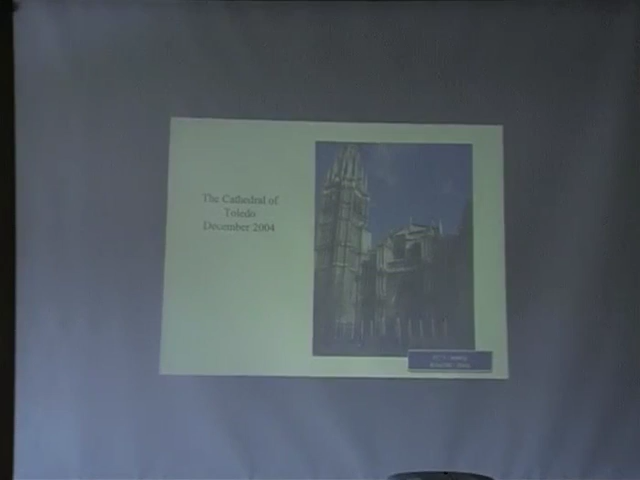 The Cathedral of
Toledo
December 2004